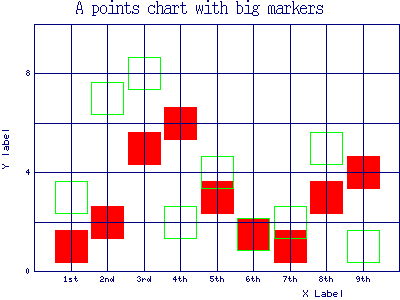 A points chart with big markers
8
4
0
Y label
1st 2nd 3rd 4th 5th 6th 7th 8th 9th
X Label